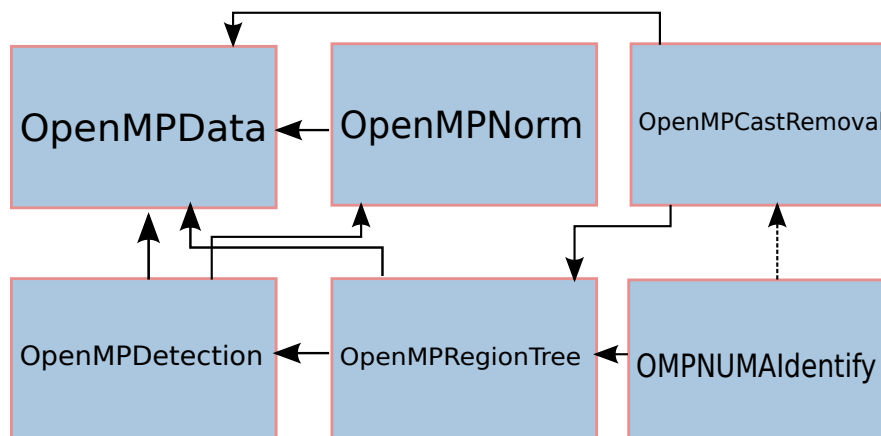 OpenMPData
OpenMPNorm
OpenMPCastRemoval
OpenMPDetection
OpenMPRegionTree
OMPNUMAIdentify